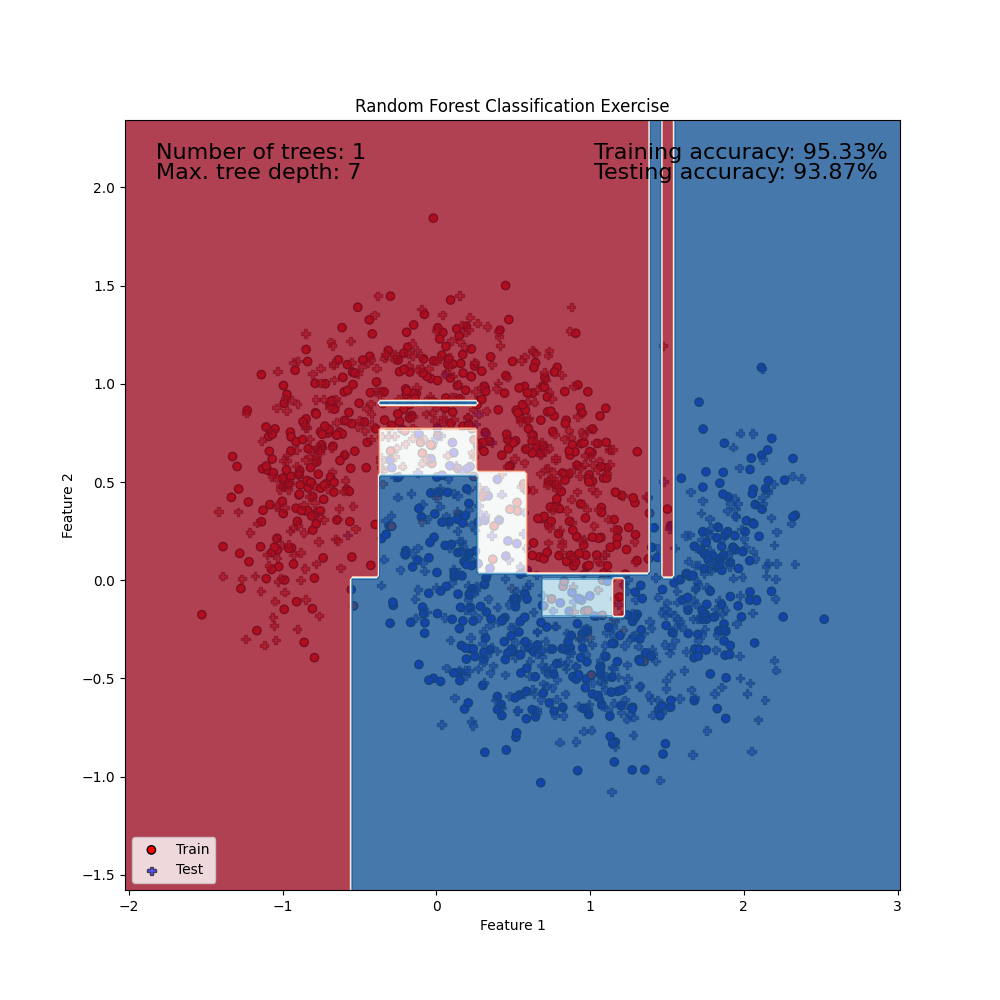 Random Forest Classification Exercise
Number of trees: 1
Training accuracy: 95.33%
Max. tree depth: 7
Testing accuracy: 93.87%
Feature 2
2.0
1.5
1.0
0.5
0.0
−0.5
−1.0
−1.5
Train
Test
−2
−1
0
1
2
3
Feature 1